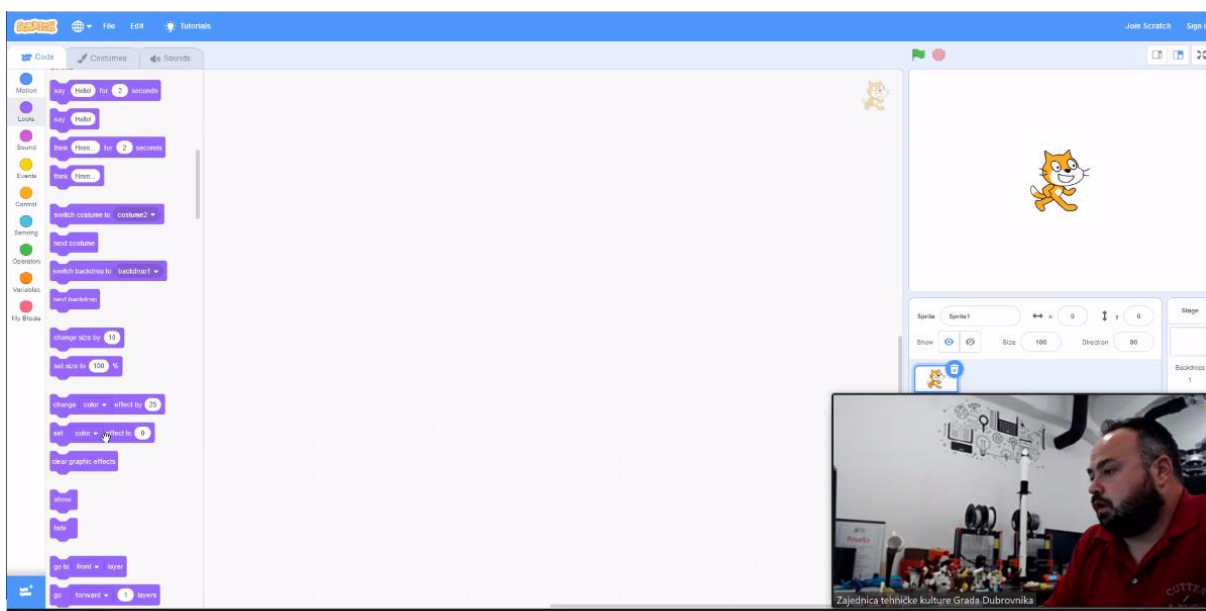 SCRATCH File Edit Tutorials Join Scratch Sign i
Code Costumes Sounds
Motion
Looks
Sound
Events
Control
Sensing
Operators
Variables
My Blocks
say Hello! for 2 seconds
say Hello!
think Hmm... for 2 seconds
think Hmm...
switch costume to costume2
next costume
switch backdrop to backdrop1
next backdrop
change size by 10
set size to 100 %
change color effect by 25
set color effect to 0
clear graphic effects
show
hide
go to front layer
go forward 1 layers
Sprite Sprite1 x 0 y 0
Show Size 100 Direction 90
Stage
Backdrops
1
Zajednica tehničke kulture Grada Dubrovnika